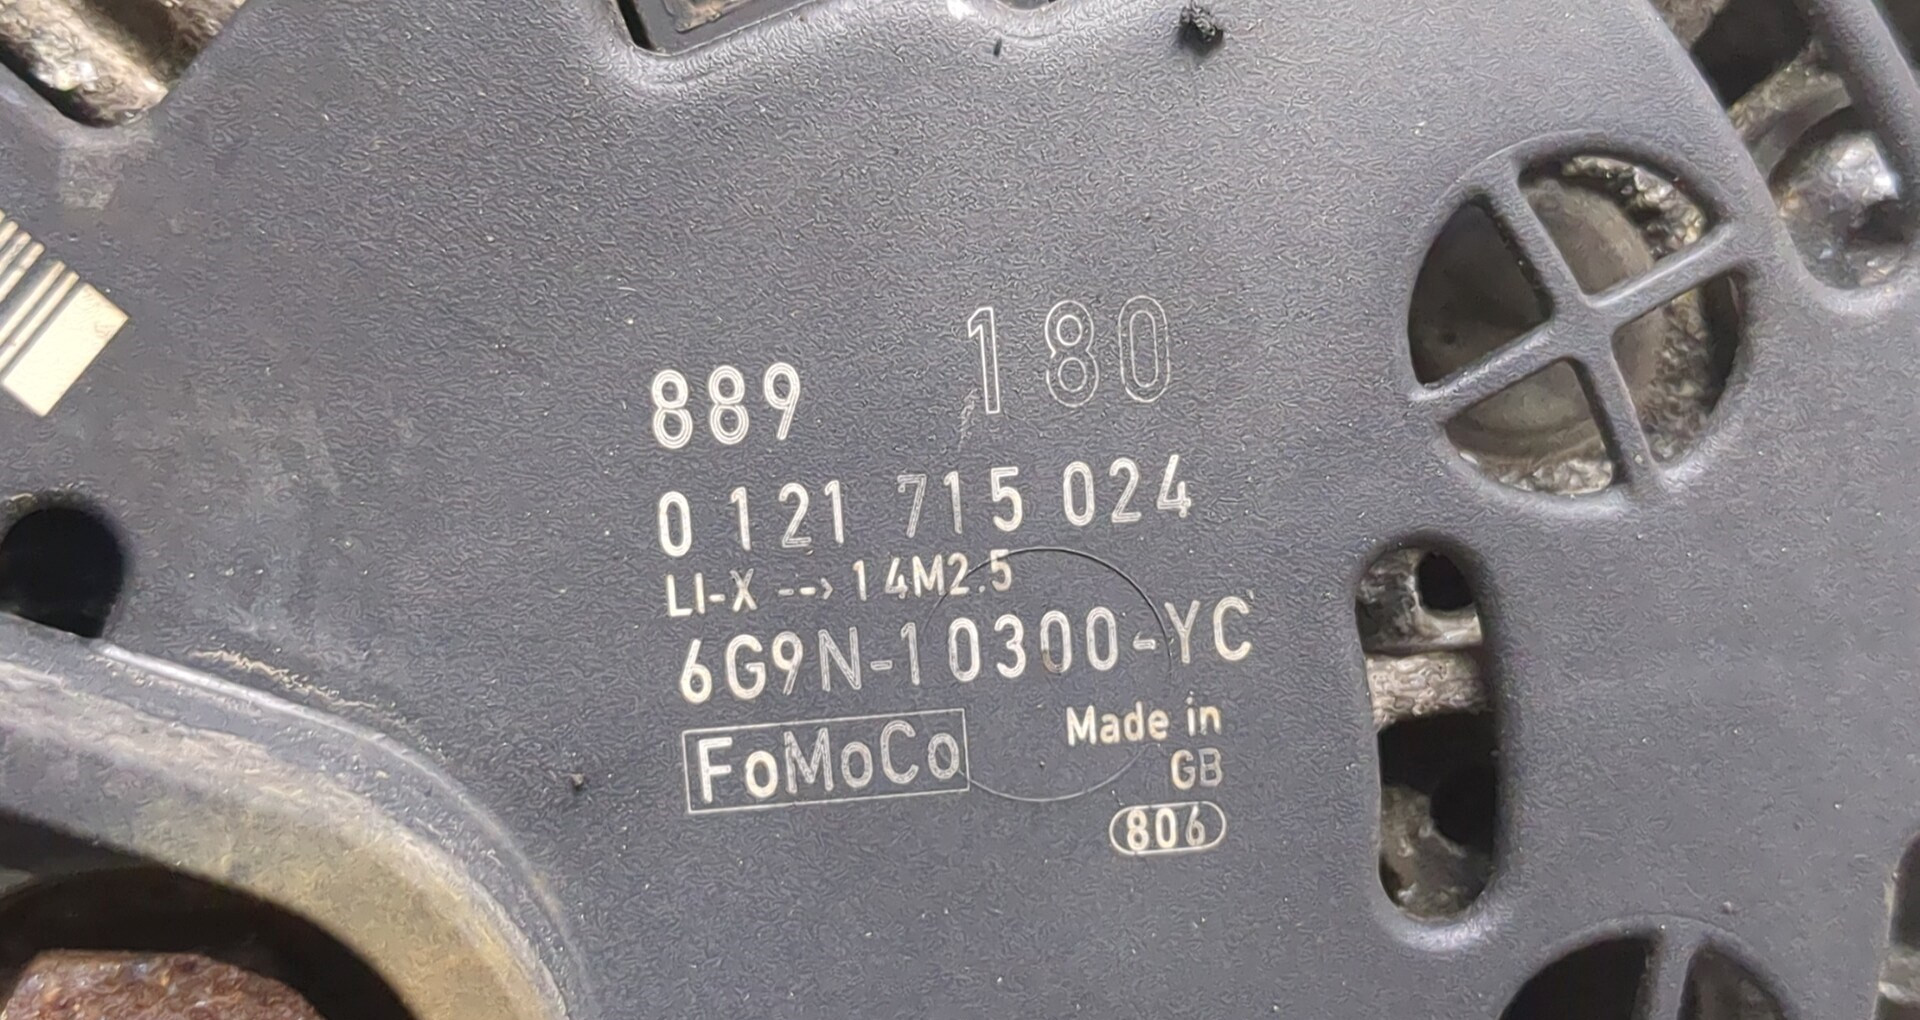 889 180
0 121 715 024
LI-X --> 14M2.5
6G9N-10300-YC
FoMoCo
Made in
GB
806